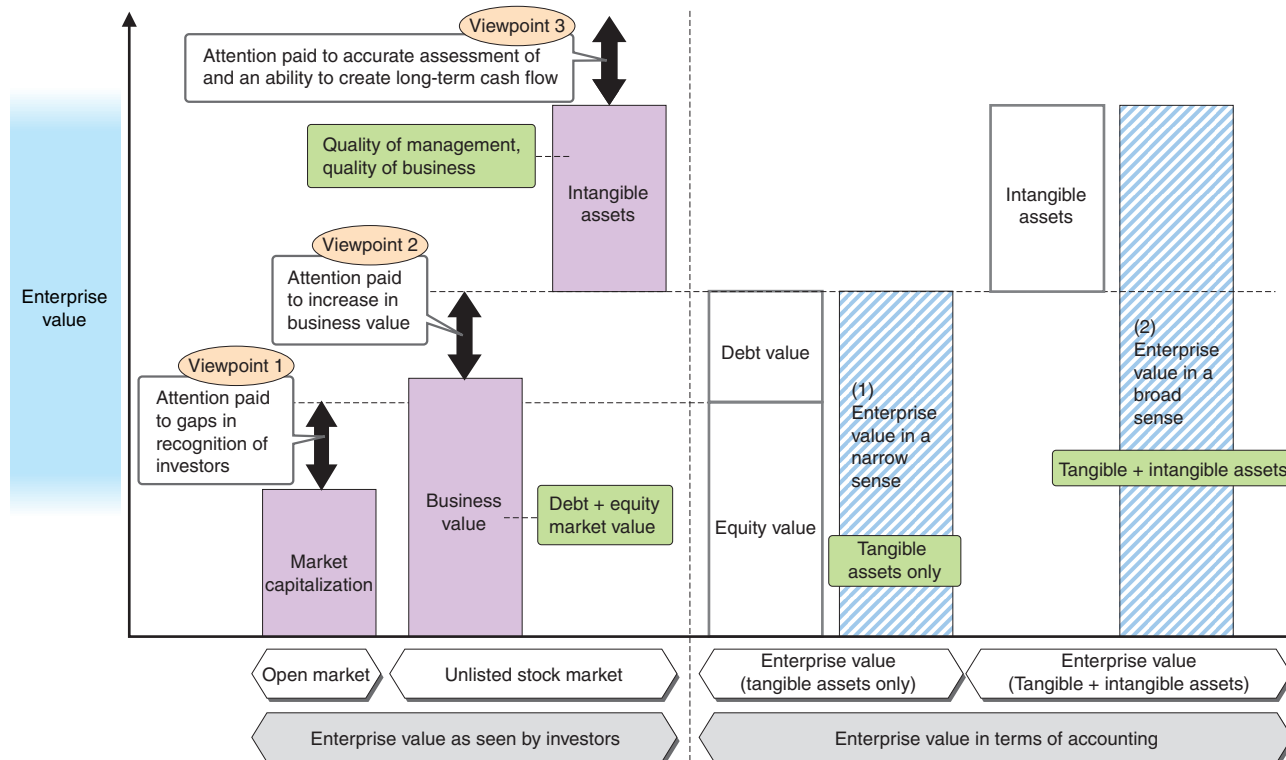 Viewpoint 3
Attention paid to accurate assessment of
and an ability to create long-term cash flow
Quality of management,
quality of business
Intangible
assets
Intangible
assets
Viewpoint 2
Attention paid
to increase in
business value
Enterprise
value
Viewpoint 1
Attention paid
to gaps in
recognition of
investors
Debt value
(1)
Enterprise
value in a
narrow
sense
(2)
Enterprise
value in a
broad
sense
Tangible + intangible assets
Business
value
Debt + equity
market value
Equity value
Tangible
assets only
Market
capitalization
Open market
Unlisted stock market
Enterprise value
(tangible assets only)
Enterprise value
(Tangible + intangible assets)
Enterprise value as seen by investors
Enterprise value in terms of accounting